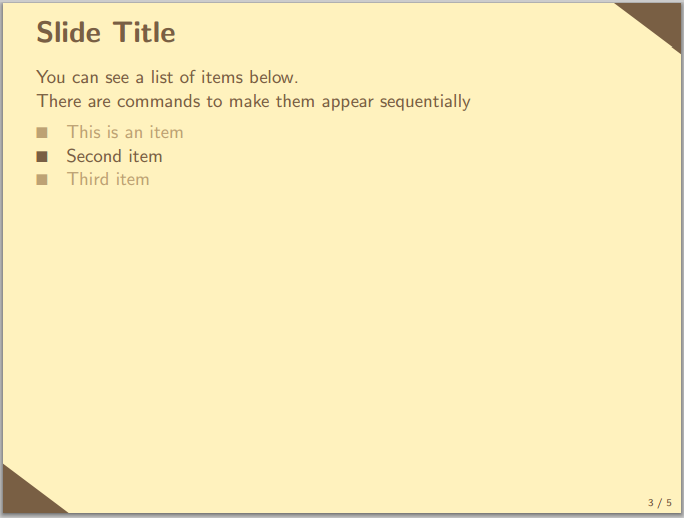 Slide Title
You can see a list of items below.
There are commands to make them appear sequentially
This is an item
Second item
Third item
3 / 5